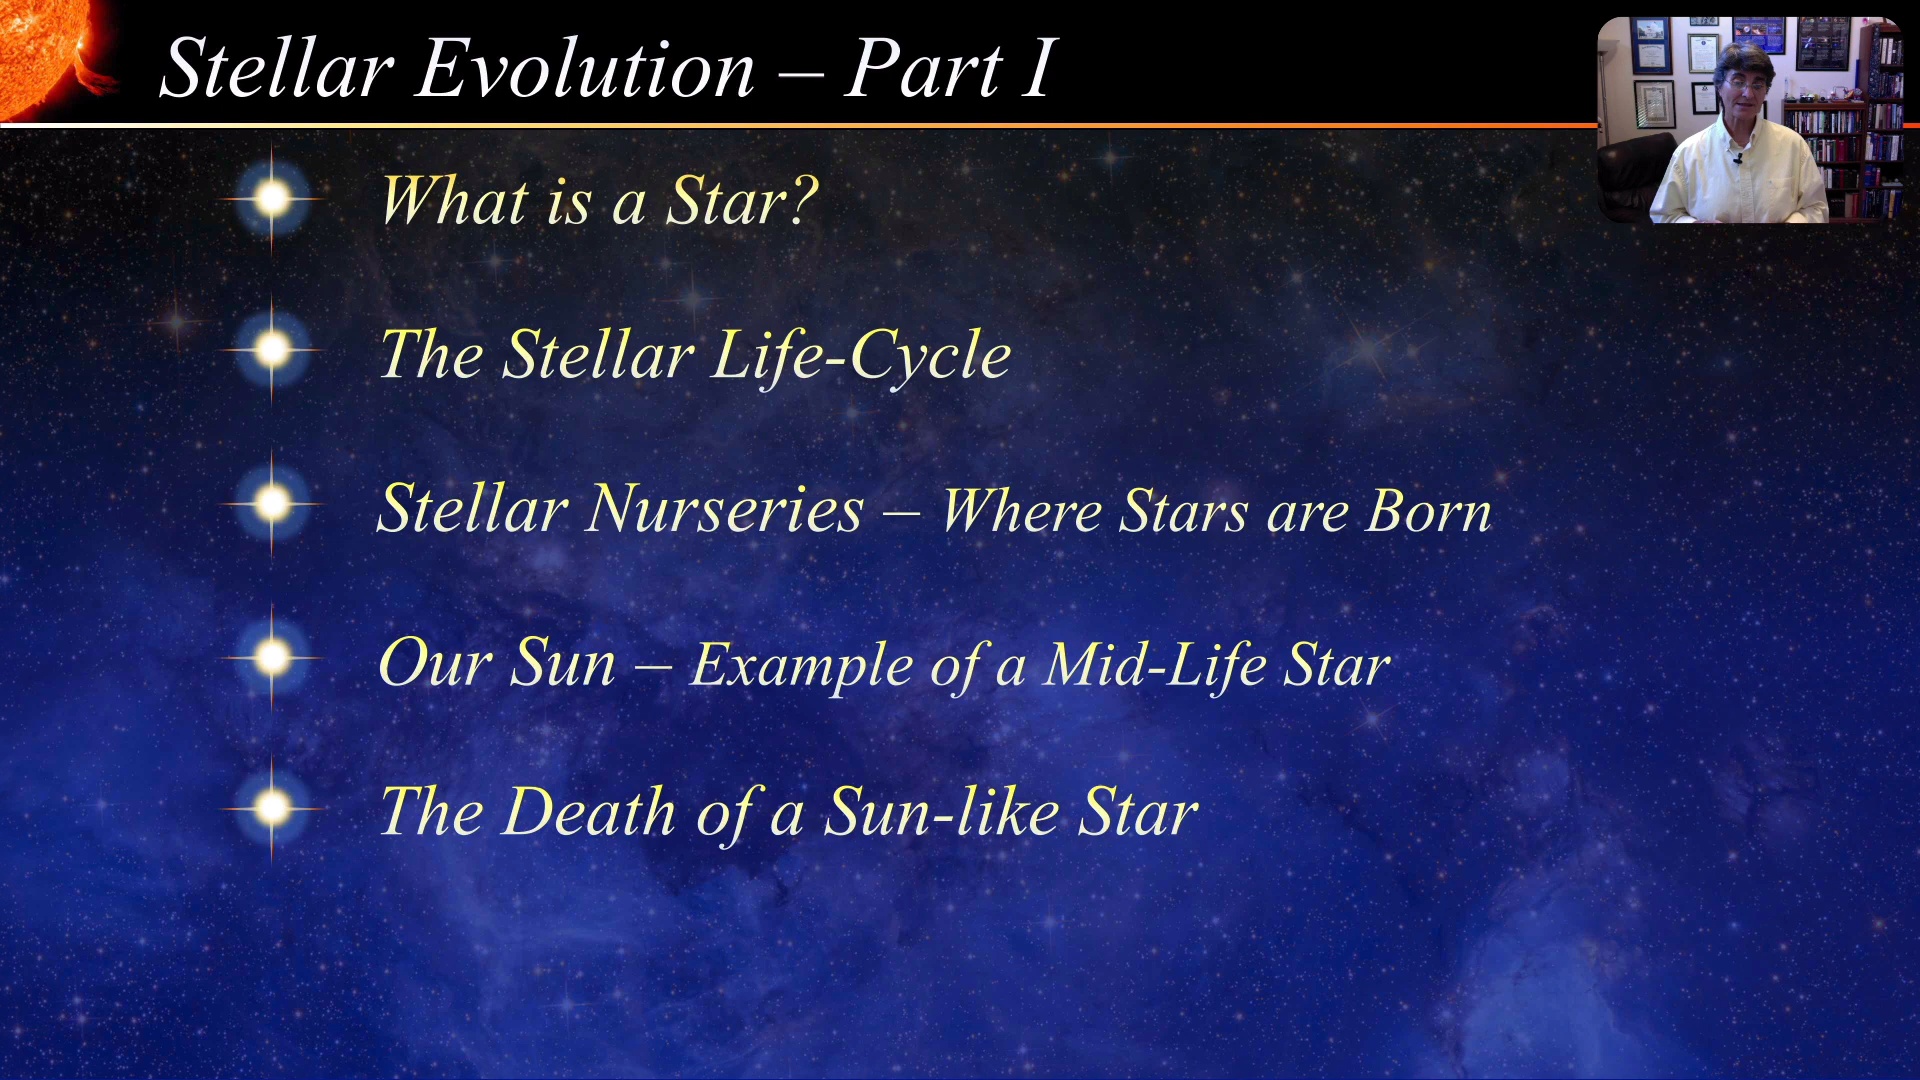 Stellar Evolution – Part I
What is a Star?
The Stellar Life-Cycle
Stellar Nurseries – Where Stars are Born
Our Sun – Example of a Mid-Life Star
The Death of a Sun-like Star